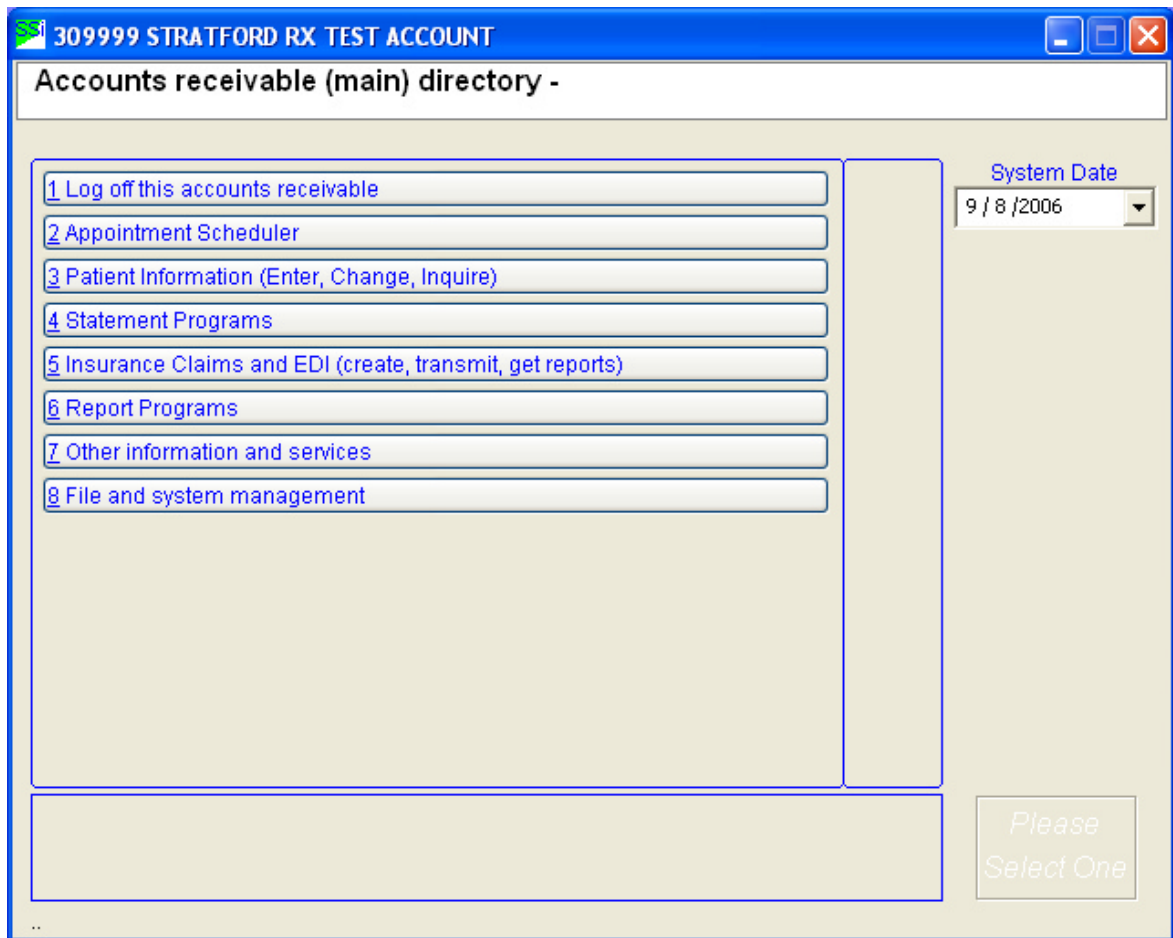 SSi 309999 STRATFORD RX TEST ACCOUNT
Accounts receivable (main) directory -
System Date
9 / 8 /2006
1 Log off this accounts receivable
2 Appointment Scheduler
3 Patient Information (Enter, Change, Inquire)
4 Statement Programs
5 Insurance Claims and EDI (create, transmit, get reports)
6 Report Programs
7 Other information and services
8 File and system management
Please
Select One
..